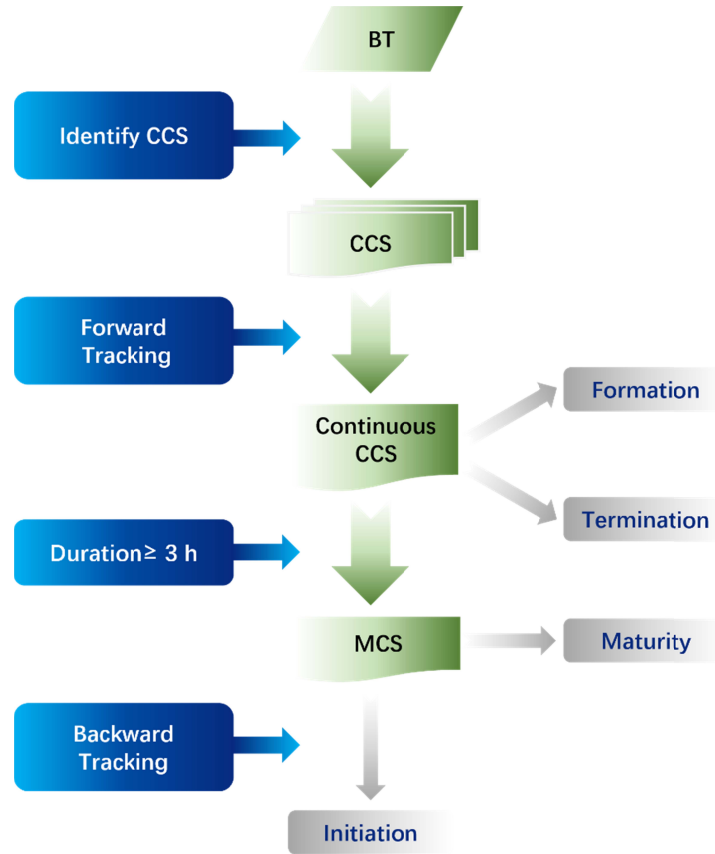 BT
Identify CCS
CCS
Forward
Tracking
Formation
Continuous
CCS
Termination
Duration≥ 3 h
MCS
Maturity
Backward
Tracking
Initiation